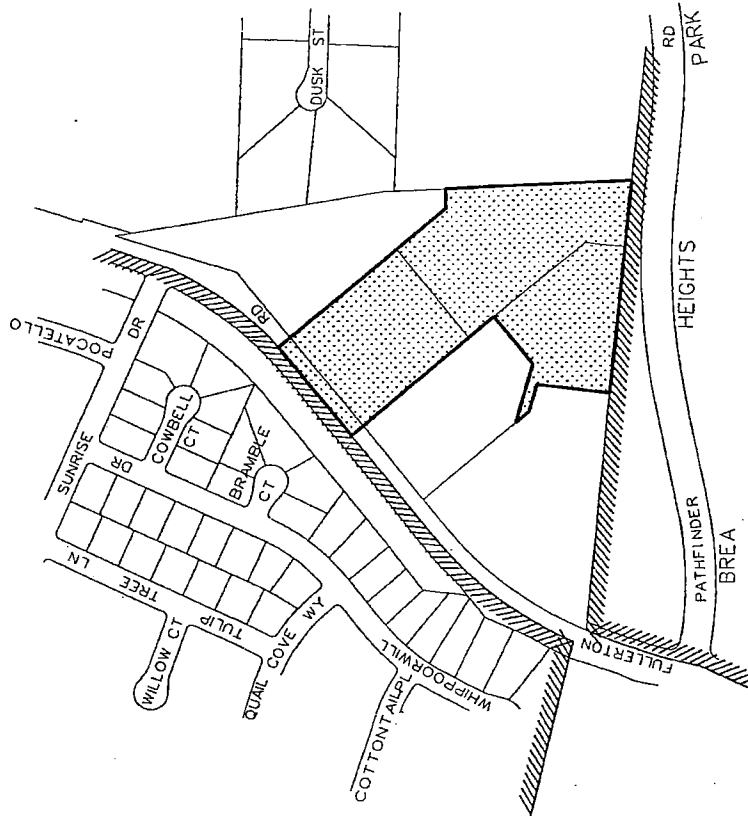 DUSK ST
POCATELLO
SUNRISE DR
COWBELL CT
BRAMBLE CT
DR
TREE LN
TULIP
WILLOW CT
QUAIL COVE WY
WHIPPOORWILL
COTTONTAIL PL
RD
FULLERTON
PATHFINDER RD
BREA HEIGHTS PARK